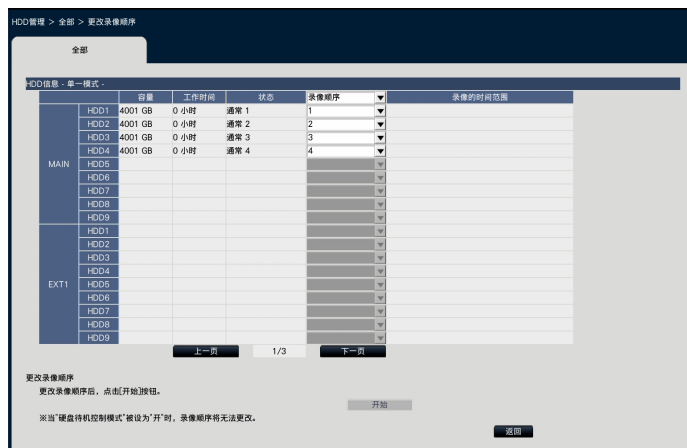 HDD管理 > 全部 > 更改录像顺序
全部
HDD信息 - 单一模式 -
容量 工作时间 状态 录像顺序 ▼ 录像的时间范围
MAIN
HDD1 4001 GB 0 小时 通常 1 1 ▼
HDD2 4001 GB 0 小时 通常 2 2 ▼
HDD3 4001 GB 0 小时 通常 3 3 ▼
HDD4 4001 GB 0 小时 通常 4 4 ▼
HDD5 ▼
HDD6 ▼
HDD7 ▼
HDD8 ▼
HDD9 ▼
EXT1
HDD1 ▼
HDD2 ▼
HDD3 ▼
HDD4 ▼
HDD5 ▼
HDD6 ▼
HDD7 ▼
HDD8 ▼
HDD9 ▼
上一页 1/3 下一页
更改录像顺序
更改录像顺序后，点击[开始]按钮。
开始
※当"硬盘待机控制模式"被设为"开"时，录像顺序将无法更改。
返回